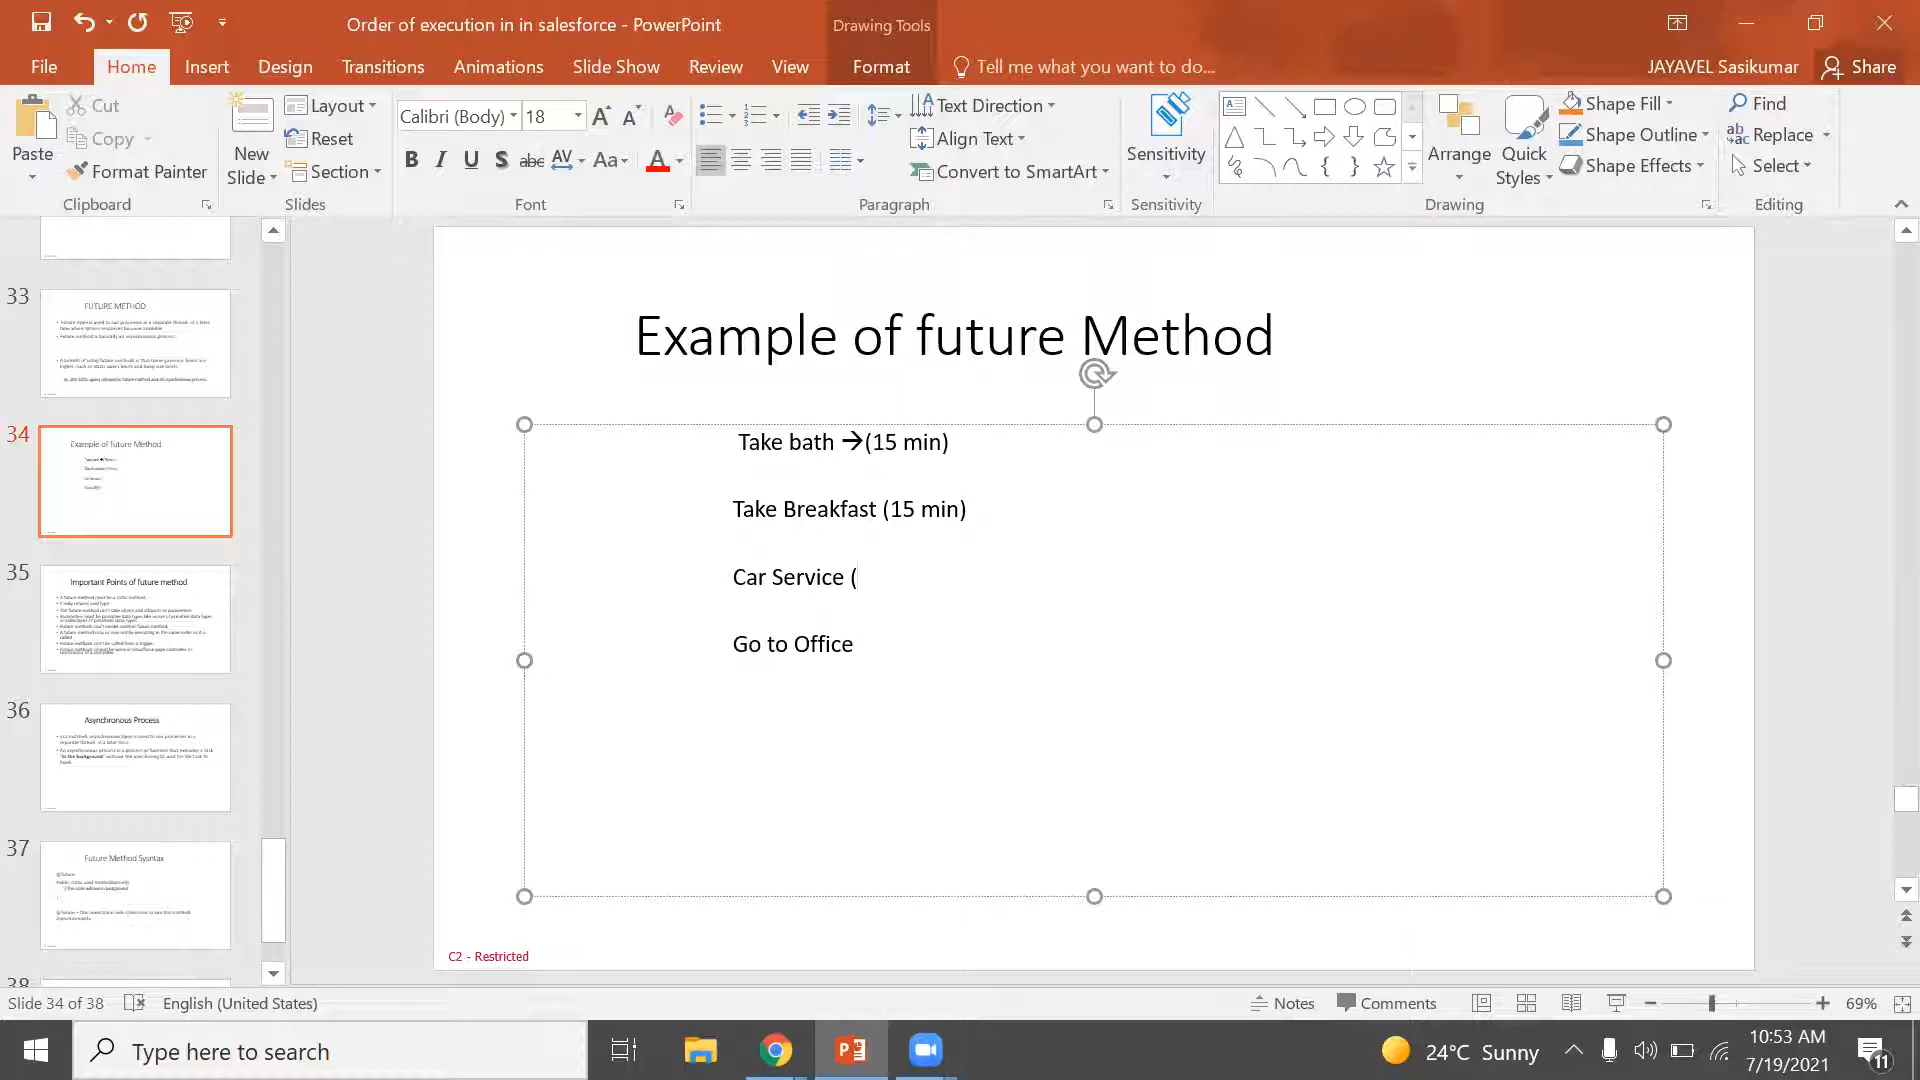 Order of execution in in salesforce - PowerPoint
Drawing Tools
File
Home
Insert
Design
Transitions
Animations
Slide Show
Review
View
Format
Tell me what you want to do...
JAYAVEL Sasikumar
Share
Paste
Cut
Copy
Format Painter
Clipboard
New Slide
Layout
Reset
Section
Slides
Calibri (Body)
18
Font
Text Direction
Align Text
Convert to SmartArt
Paragraph
Sensitivity
Sensitivity
Arrange
Quick Styles
Shape Fill
Shape Outline
Shape Effects
Drawing
Find
Replace
Select
Editing
33
FUTURE METHOD
34
Example of future Method
35
Important Points of future method
36
Asynchronous Process
37
Future Method Sysntax
38
Example of future Method
Take bath →(15 min)
Take Breakfast (15 min)
Car Service (
Go to Office
C2 - Restricted
Slide 34 of 38
English (United States)
Notes
Comments
69%
Type here to search
24°C Sunny
10:53 AM
7/19/2021
11